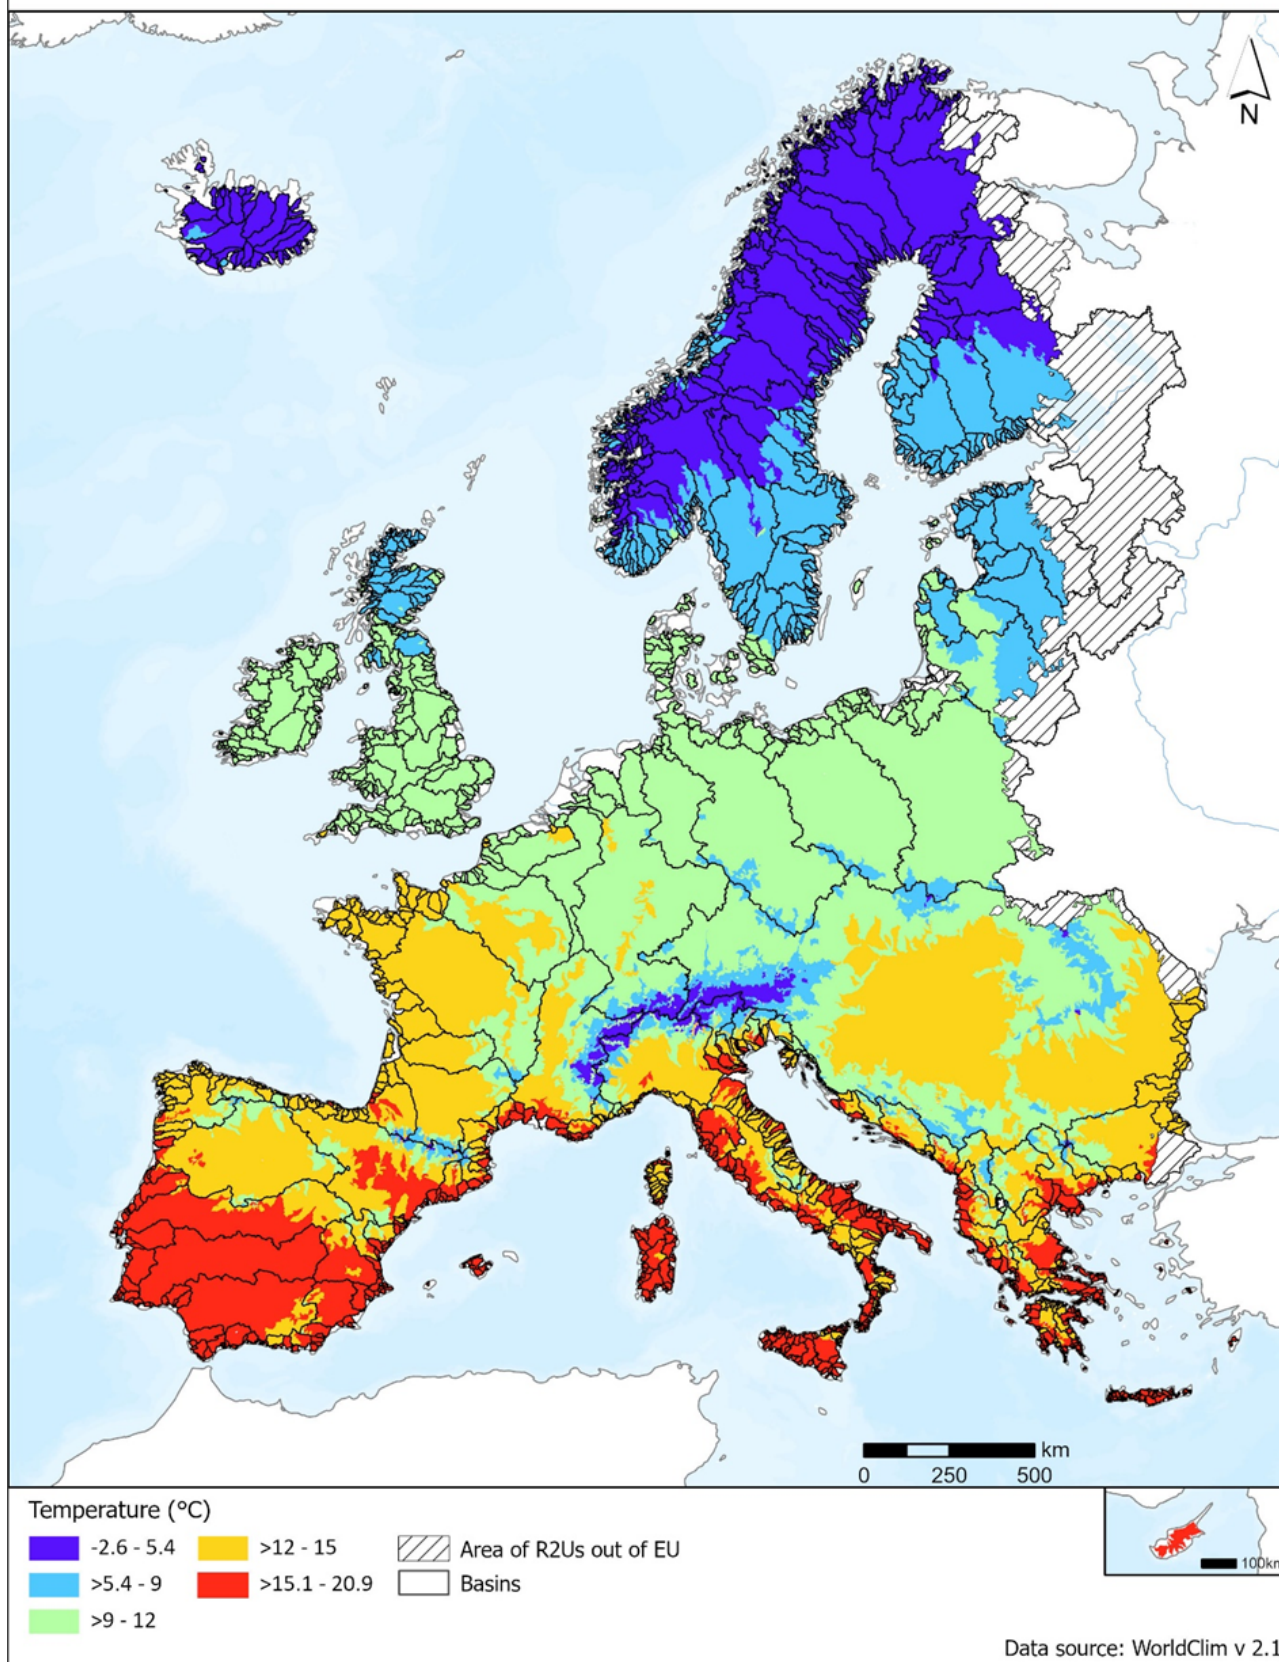 N
km
0 250 500
Temperature (°C)
-2.6 - 5.4
>5.4 - 9
>9 - 12
>12 - 15
>15.1 - 20.9
Area of R2Us out of EU
Basins
100km
Data source: WorldClim v 2.1